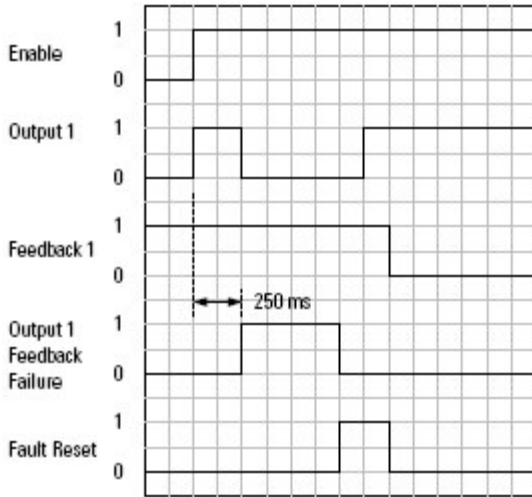 1
Enable
0
1
Output 1
0
1
Feedback 1
0
250 ms
Output 1
1
Feedback
Failure
0
1
Fault Reset
0